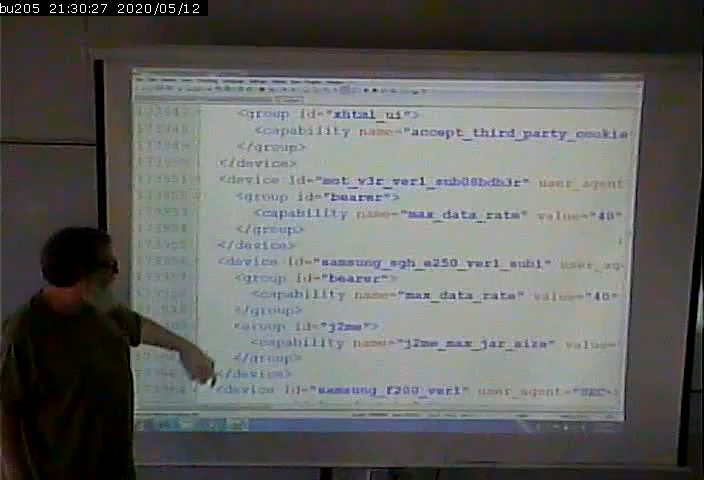 bu205 21:30:27 2020/05/12
<group id="xhtml_ui">
<capability name="accept_third_party_cookie
</group>
</device>
<device id="mot_v3r_ver1_sub08bdh3r" user_agent
<group id="bearer">
<capability name="max_data_rate" value="40"
</group>
</device>
<device id="samsung_sgh_e250_ver1_sub1" user_ag
<group id="bearer">
<capability name="max_data_rate" value="40"
</group>
<group id="j2me">
<capability name="j2me_max_jar_size" value=
</group>
</device>
<device id="samsung_f200_ver1" user_agent="SEC-